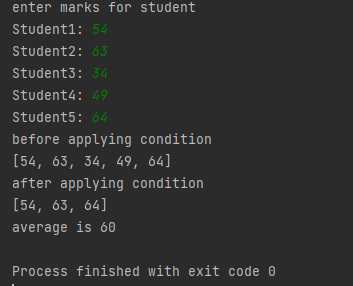 enter marks for student
Student1: 54
Student2: 63
Student3: 34
Student4: 49
Student5: 64
before applying condition
[54, 63, 34, 49, 64]
after applying condition
[54, 63, 64]
average is 60
Process finished with exit code 0